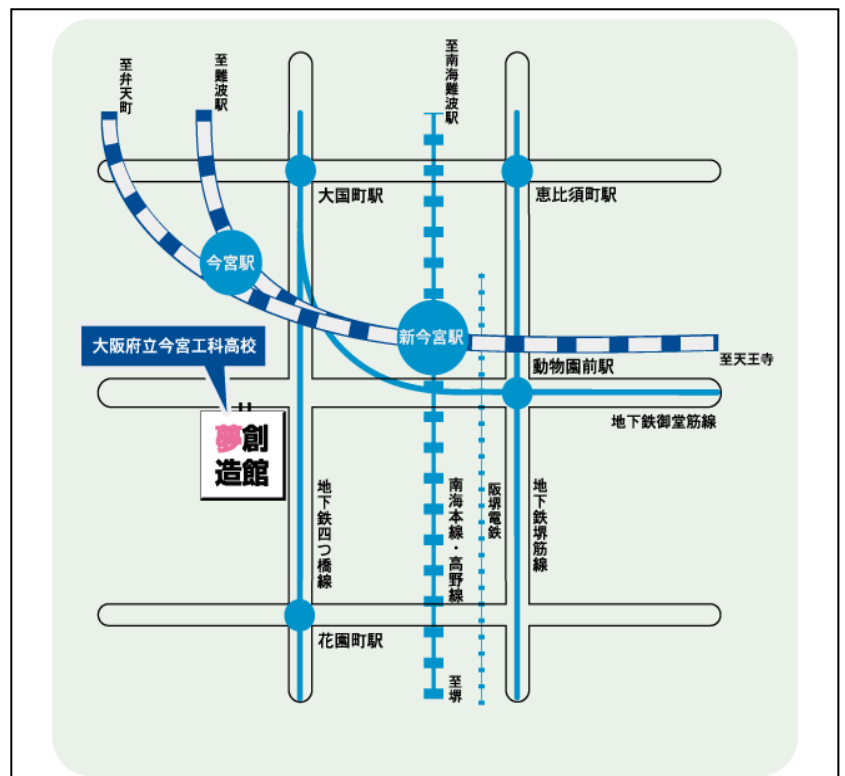 至弁天町
至難波駅
至南海難波駅
大国町駅
恵比須町駅
今宮駅
新今宮駅
大阪府立今宮工科高校
動物園前駅
至天王寺
地下鉄御堂筋線
夢創
造館
地下鉄四つ橋線
南海本線・高野線
阪堺電鉄
地下鉄堺筋線
花園町駅
至堺